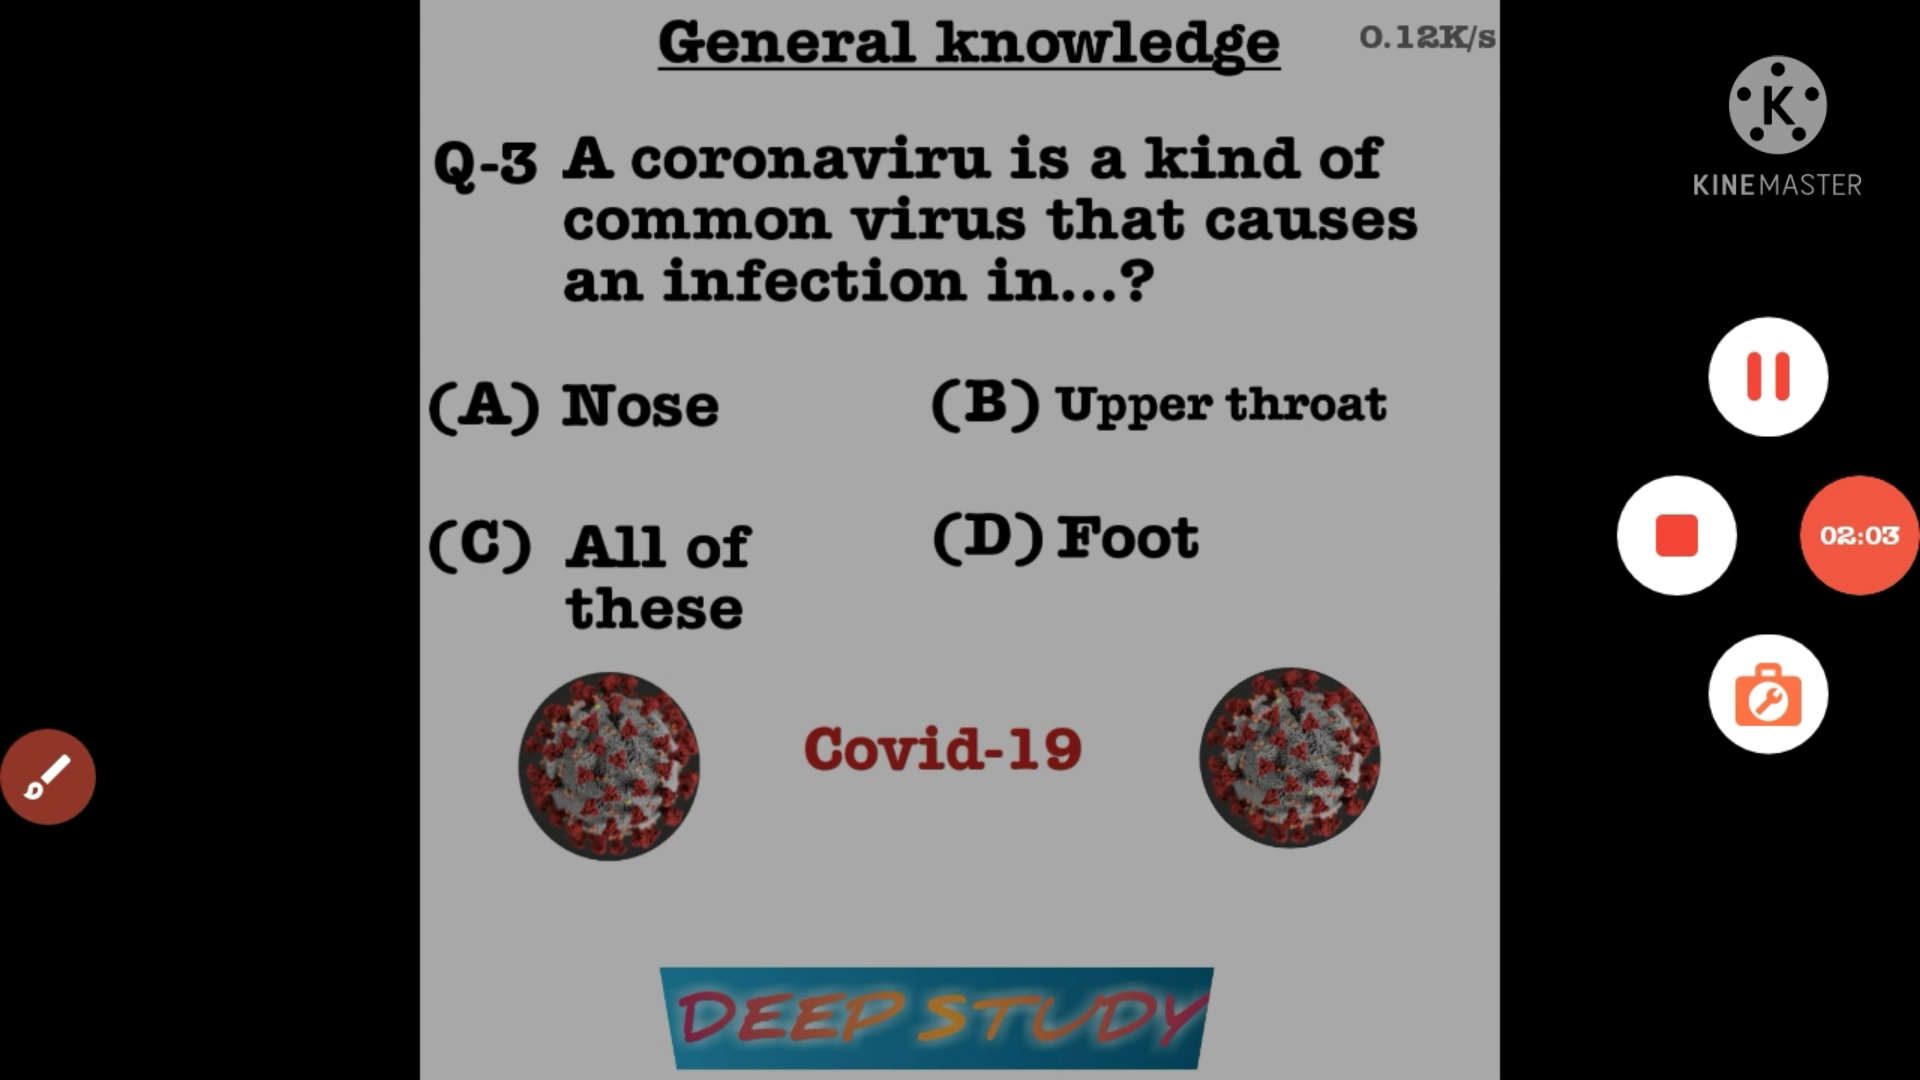 General knowledge
0.12K/s
K
KINEMASTER
Q-3 A coronaviru is a kind of
common virus that causes
an infection in...?
(A) Nose
(B) Upper throat
(C) All of
these
(D) Foot
02:03
Covid-19
DEEP STUDY